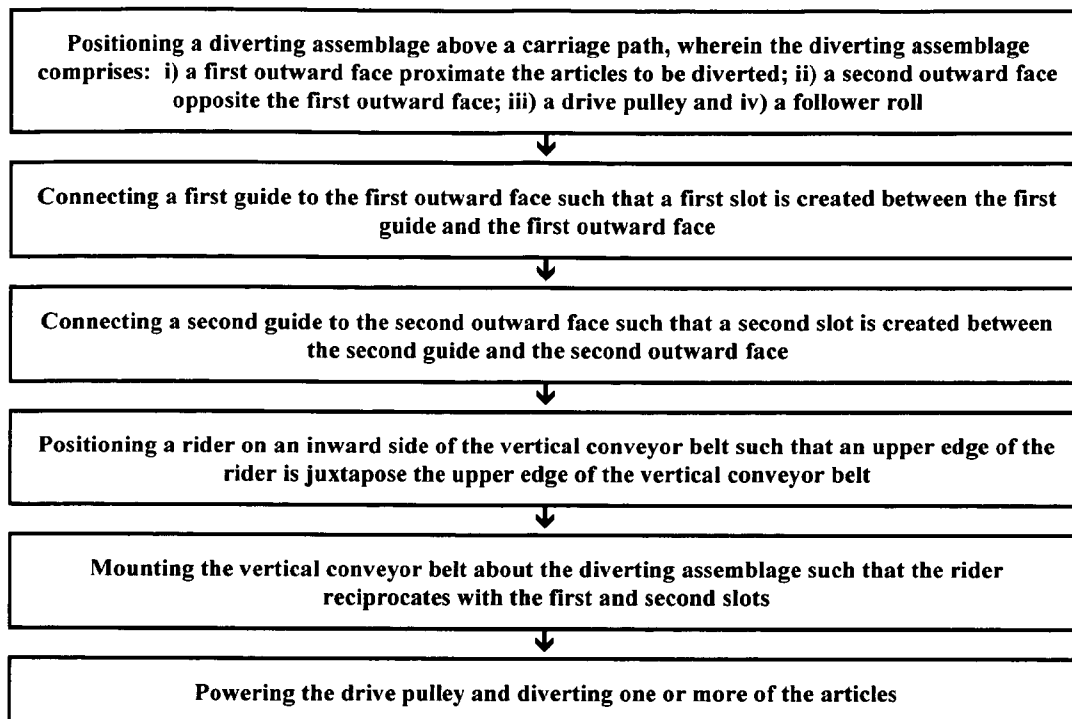 Positioning a diverting assemblage above a carriage path, wherein the diverting assemblage
comprises: i) a first outward face proximate the articles to be diverted; ii) a second outward face
opposite the first outward face; iii) a drive pulley and iv) a follower roll
Connecting a first guide to the first outward face such that a first slot is created between the first
guide and the first outward face
Connecting a second guide to the second outward face such that a second slot is created between
the second guide and the second outward face
Positioning a rider on an inward side of the vertical conveyor belt such that an upper edge of the
rider is juxtapose the upper edge of the vertical conveyor belt
Mounting the vertical conveyor belt about the diverting assemblage such that the rider
reciprocates with the first and second slots
Powering the drive pulley and diverting one or more of the articles